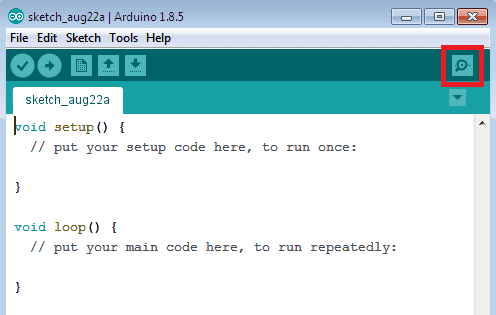 sketch_aug22a | Arduino 1.8.5
File Edit Sketch Tools Help
sketch_aug22a
void setup() {
  // put your setup code here, to run once:
}
void loop() {
  // put your main code here, to run repeatedly:
}